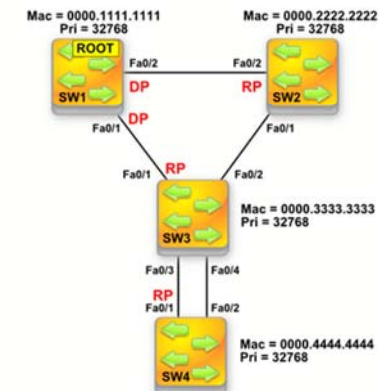 Mac = 0000.1111.1111
Pri = 32768
Mac = 0000.2222.2222
Pri = 32768
ROOT
Fa0/2
Fa0/2
DP
RP
SW1
SW2
DP
Fa0/1
Fa0/1
RP
Fa0/1
Fa0/2
Mac = 0000.3333.3333
Pri = 32768
SW3
Fa0/3
Fa0/4
RP
Fa0/1
Fa0/2
Mac = 0000.4444.4444
Pri = 32768
SW4